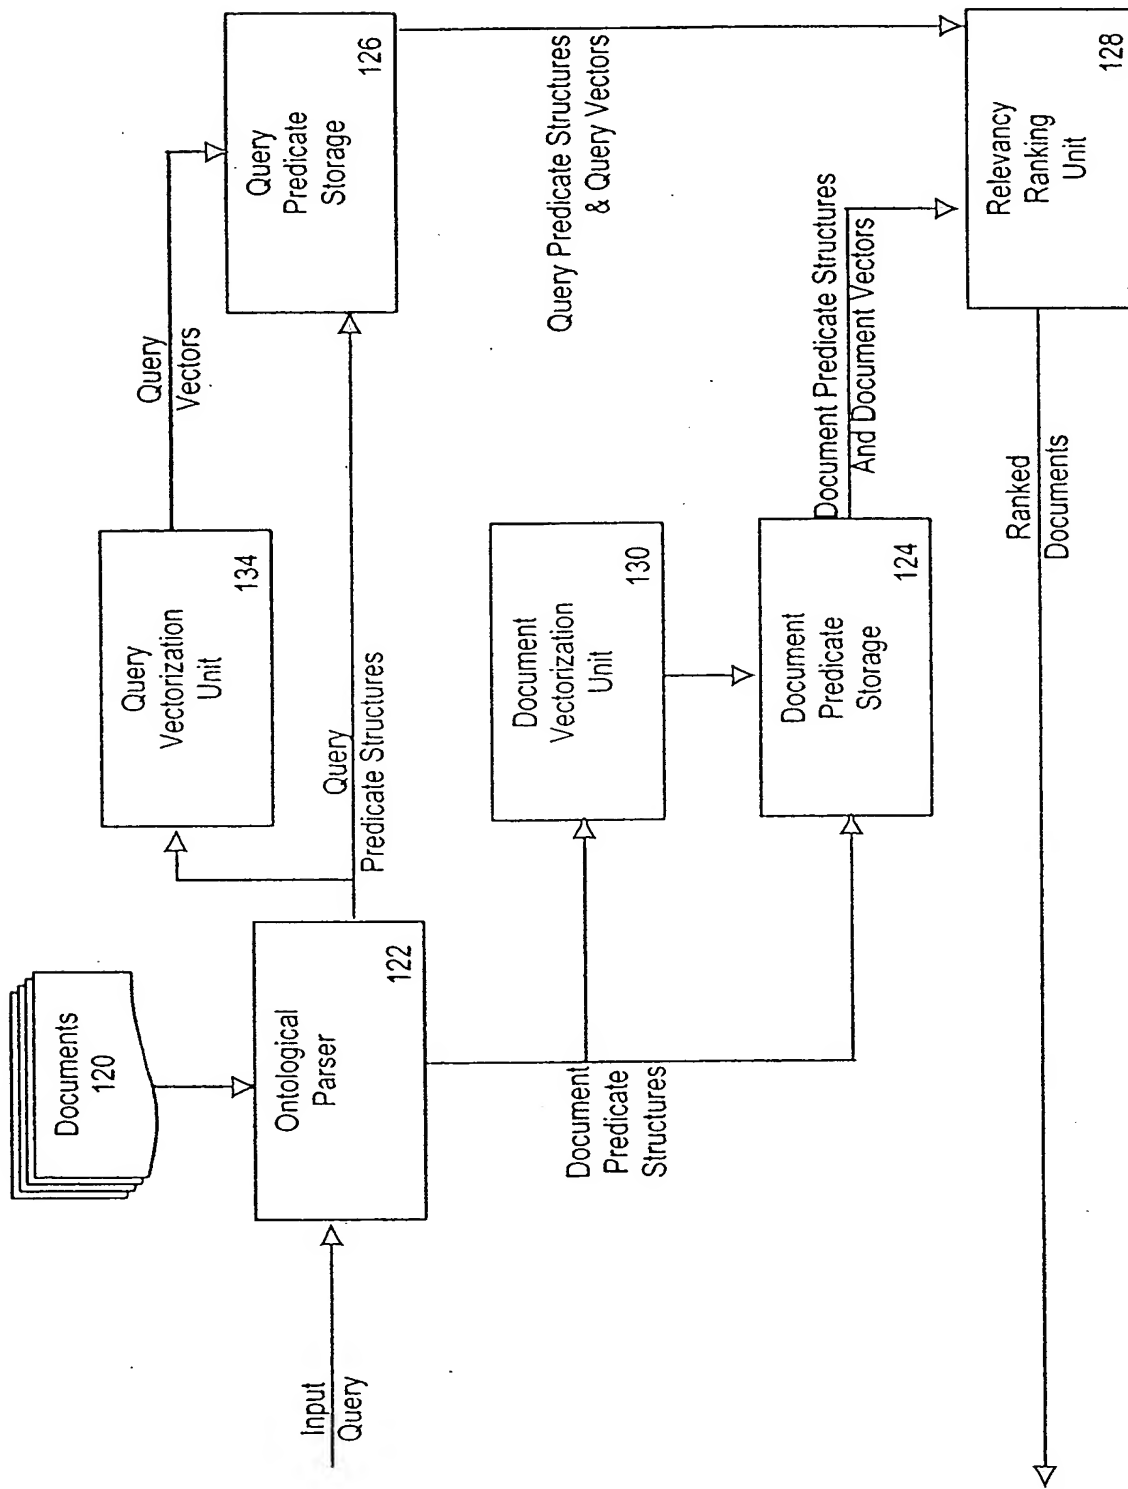 Documents
120
Input
Query
Ontological
Parser
122
Query
Vectorization
Unit
134
Query
Vectors
Query
Predicate
Storage
126
Query
Predicate Structures
Document
Predicate
Structures
Document
Vectorization
Unit
130
Document
Predicate
Storage
124
Query Predicate Structures
& Query Vectors
Document Predicate Structures
And Document Vectors
Relevancy
Ranking
Unit
128
Ranked
Documents